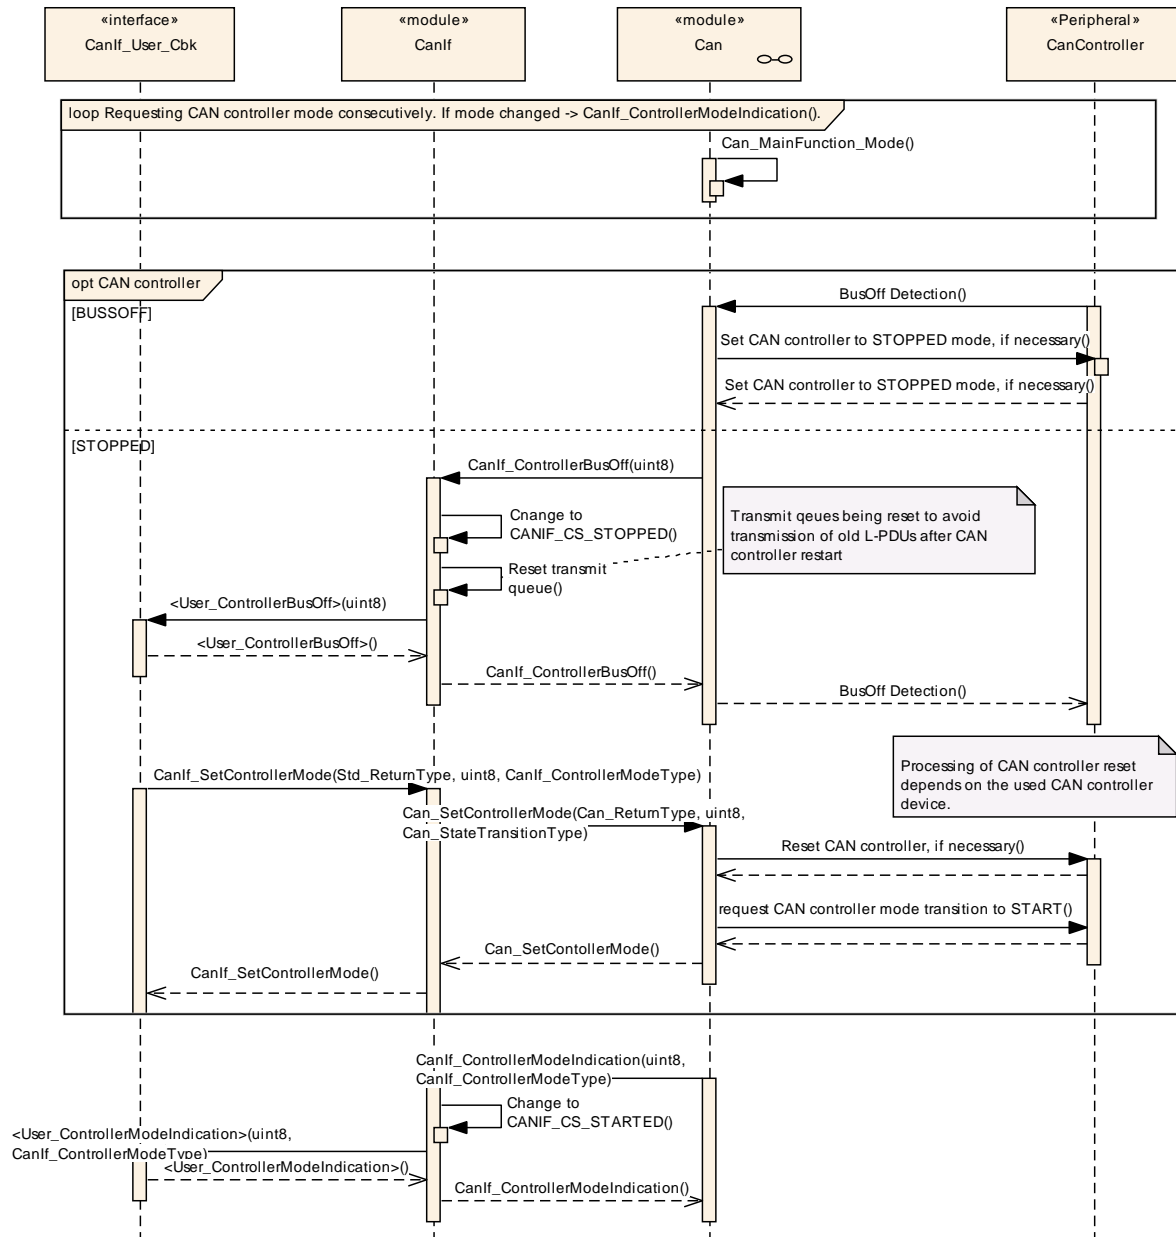 «interface»
CanIf_User_Cbk
«module»
CanIf
«module»
Can
«Peripheral»
CanController
loop Requesting CAN controller mode consecutively. If mode changed -> CanIf_ControllerModeIndication().
Can_MainFunction_Mode()
opt CAN controller
[BUSSOFF]
BusOff Detection()
Set CAN controller to STOPPED mode, if necessary()
Set CAN controller to STOPPED mode, if necessary()
[STOPPED]
CanIf_ControllerBusOff(uint8)
Cnange to
CANIF_CS_STOPPED()
Transmit qeues being reset to avoid
transmission of old L-PDUs after CAN
controller restart
Reset transmit
queue()
<User_ControllerBusOff>(uint8)
<User_ControllerBusOff>()
CanIf_ControllerBusOff()
BusOff Detection()
Processing of CAN controller reset
depends on the used CAN controller
device.
CanIf_SetControllerMode(Std_ReturnType, uint8, CanIf_ControllerModeType)
Can_SetControllerMode(Can_ReturnType, uint8,
Can_StateTransitionType)
Reset CAN controller, if necessary()
request CAN controller mode transition to START()
Can_SetContollerMode()
CanIf_SetControllerMode()
CanIf_ControllerModeIndication(uint8,
CanIf_ControllerModeType)
Change to
CANIF_CS_STARTED()
<User_ControllerModeIndication>(uint8,
CanIf_ControllerModeType)
<User_ControllerModeIndication>()
CanIf_ControllerModeIndication()